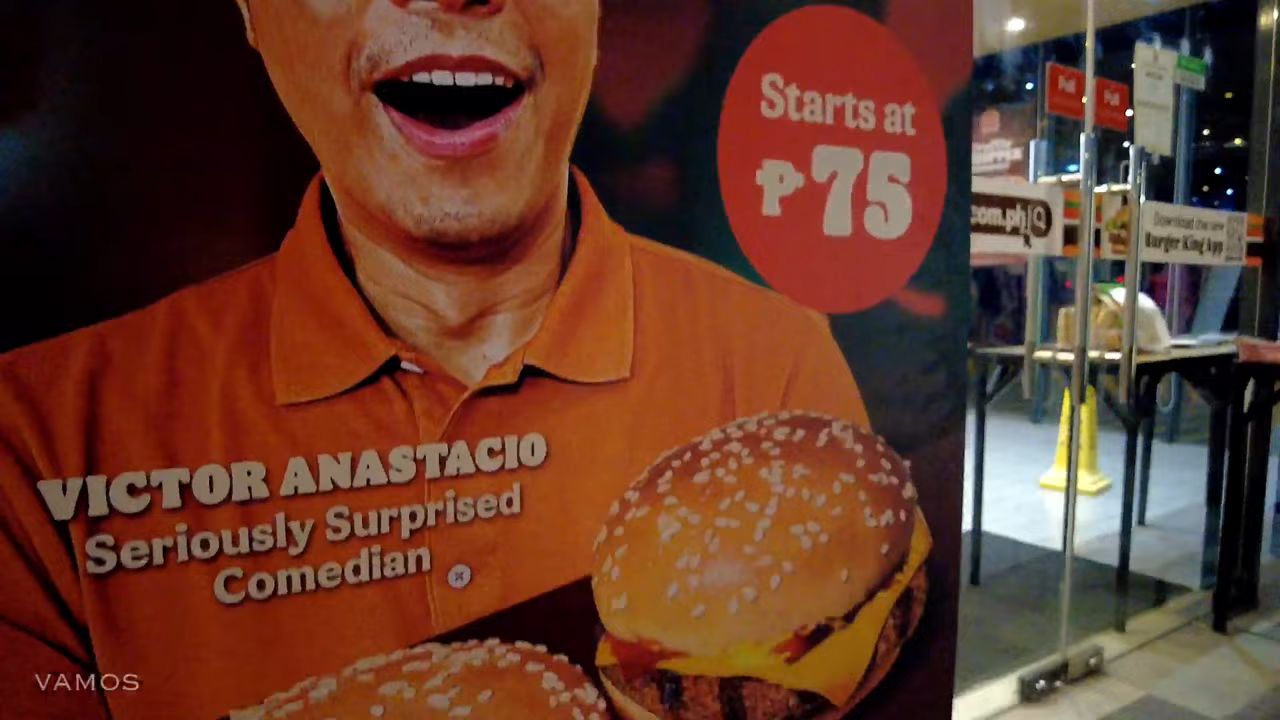 Starts at
₱75
VICTOR ANASTACIO
Seriously Surprised
Comedian
Pull
Pull
.com.ph
Download the new
Burger King App
VAMOS